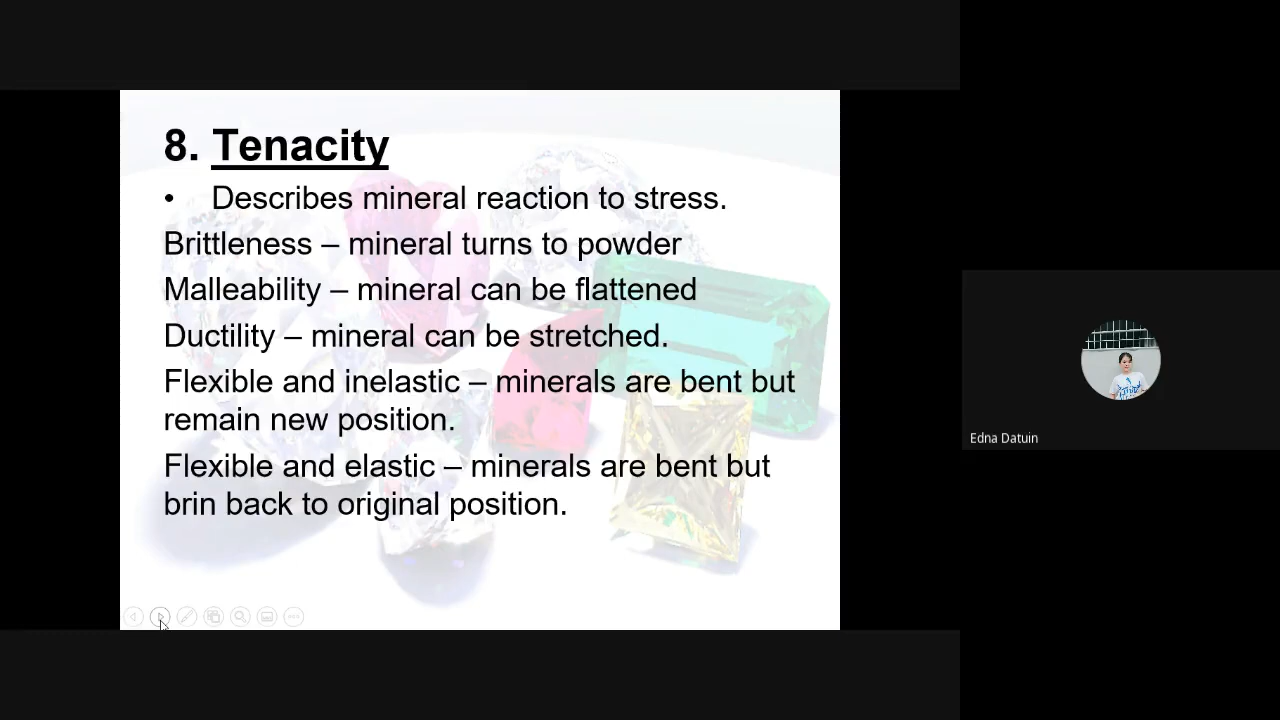 8. Tenacity
• Describes mineral reaction to stress.
Brittleness – mineral turns to powder
Malleability – mineral can be flattened
Ductility – mineral can be stretched.
Flexible and inelastic – minerals are bent but
remain new position.
Flexible and elastic – minerals are bent but
brin back to original position.
Edna Datuin